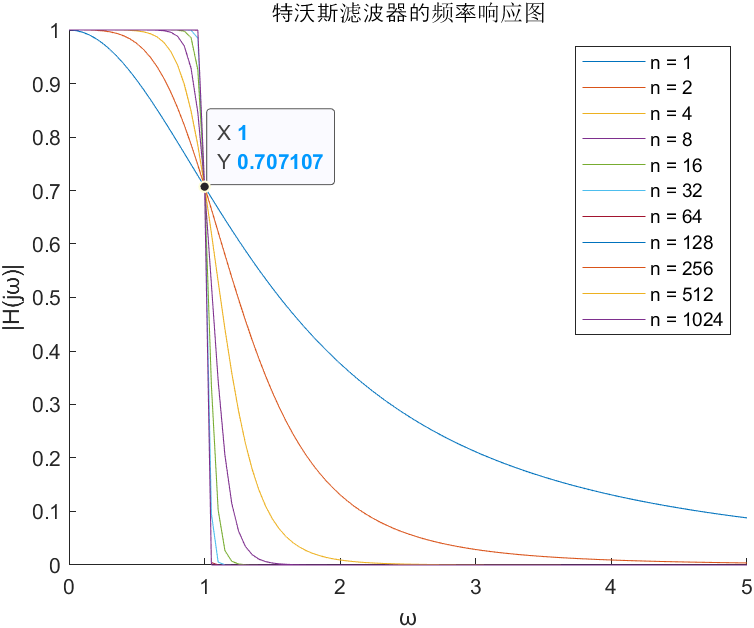 特沃斯滤波器的频率响应图
1
0.9
0.8
0.7
0.6
0.5
0.4
0.3
0.2
0.1
0
|H(jω)|
X 1
Y 0.707107
n = 1
n = 2
n = 4
n = 8
n = 16
n = 32
n = 64
n = 128
n = 256
n = 512
n = 1024
0 1 2 3 4 5
ω